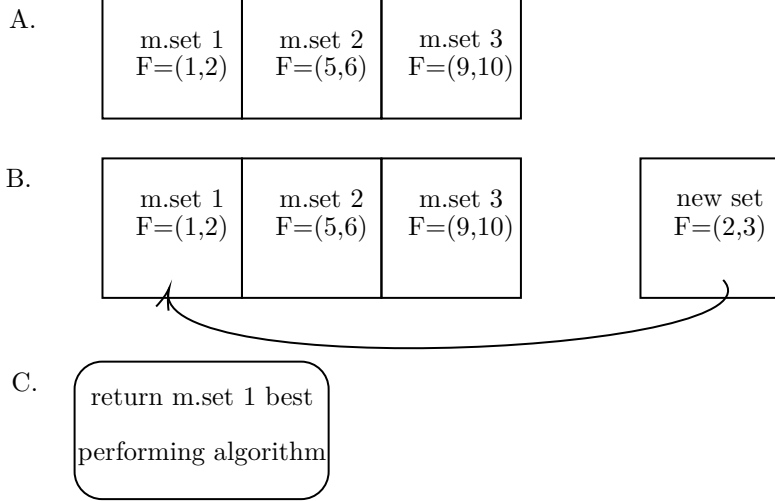 A.
m.set 1
F=(1,2)
m.set 2
F=(5,6)
m.set 3
F=(9,10)
B.
m.set 1
F=(1,2)
m.set 2
F=(5,6)
m.set 3
F=(9,10)
new set
F=(2,3)
C.
return m.set 1 best
performing algorithm